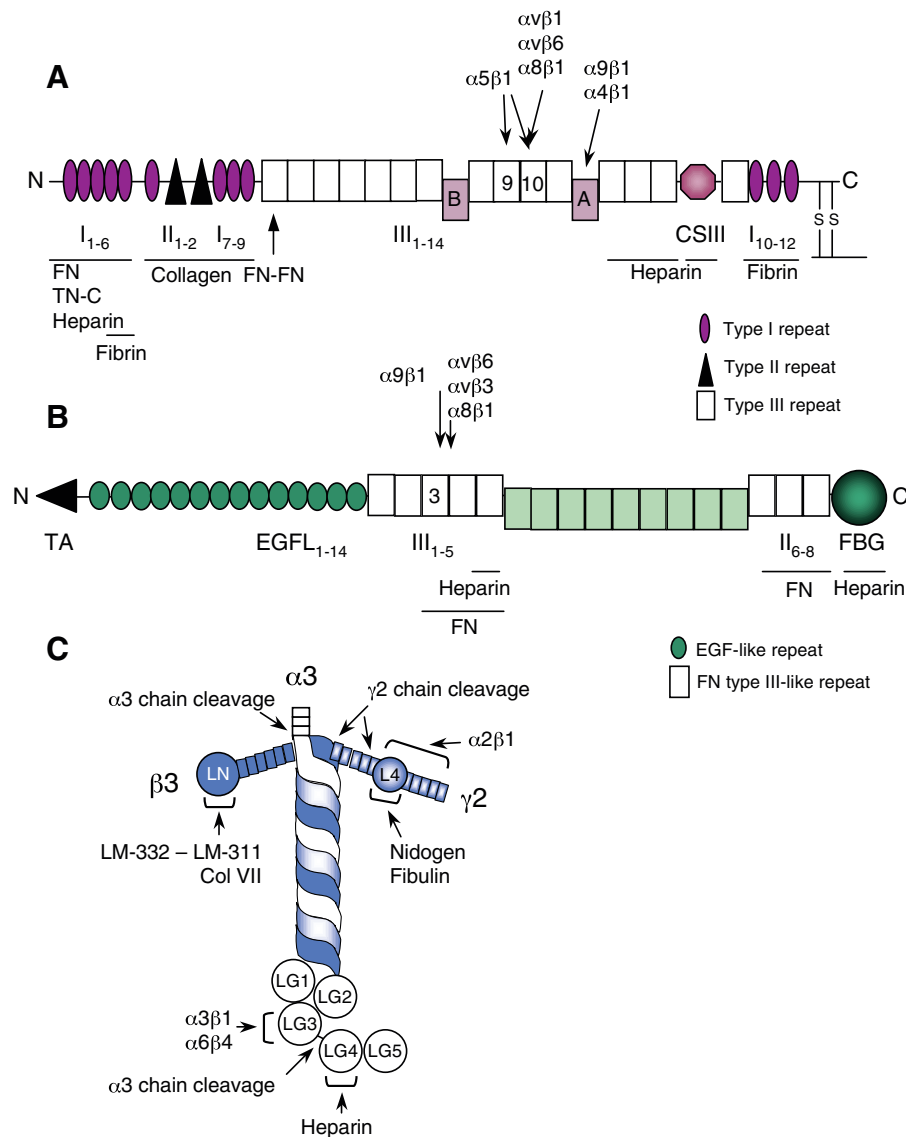 A
αvβ1
αvβ6
α5β1 α8β1 α9β1
α4β1
N 9 10 C
B A
S S
I1-6 II1-2 I7-9 III1-14 CSIII I10-12
FN Collagen FN-FN Heparin Fibrin
TN-C
Heparin
Fibrin
Type I repeat
Type II repeat
Type III repeat
B
α9β1 αvβ6
αvβ3
α8β1
N 3 C
TA EGFL1-14 III1-5 II6-8 FBG
Heparin FN Heparin
FN
EGF-like repeat
FN type III-like repeat
C
α3
α3 chain cleavage γ2 chain cleavage
α2β1
β3 LN L4 γ2
LM-332 – LM-311 Nidogen
Col VII Fibulin
LG1 LG2
α3β1 LG3
α6β4
LG4 LG5
α3 chain cleavage
Heparin